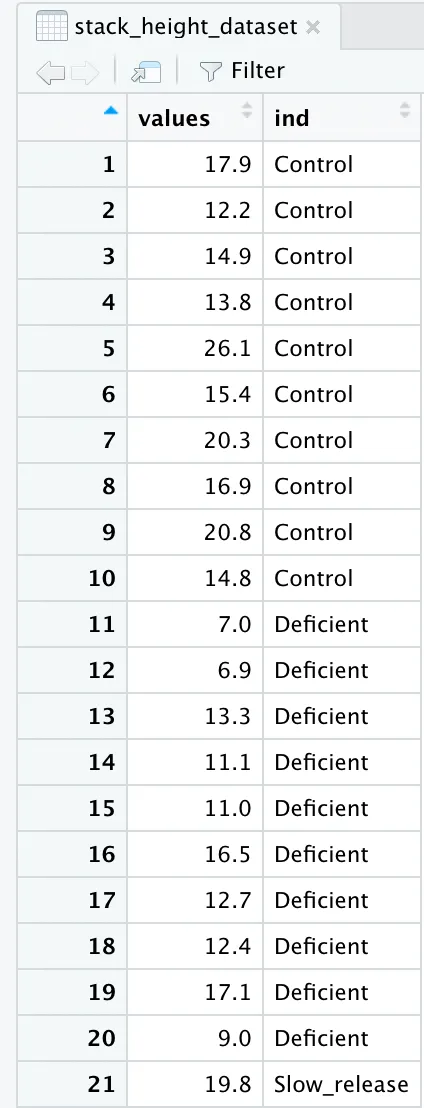 stack_height_dataset
Filter
values ind
1 17.9 Control
2 12.2 Control
3 14.9 Control
4 13.8 Control
5 26.1 Control
6 15.4 Control
7 20.3 Control
8 16.9 Control
9 20.8 Control
10 14.8 Control
11 7.0 Deficient
12 6.9 Deficient
13 13.3 Deficient
14 11.1 Deficient
15 11.0 Deficient
16 16.5 Deficient
17 12.7 Deficient
18 12.4 Deficient
19 17.1 Deficient
20 9.0 Deficient
21 19.8 Slow_release